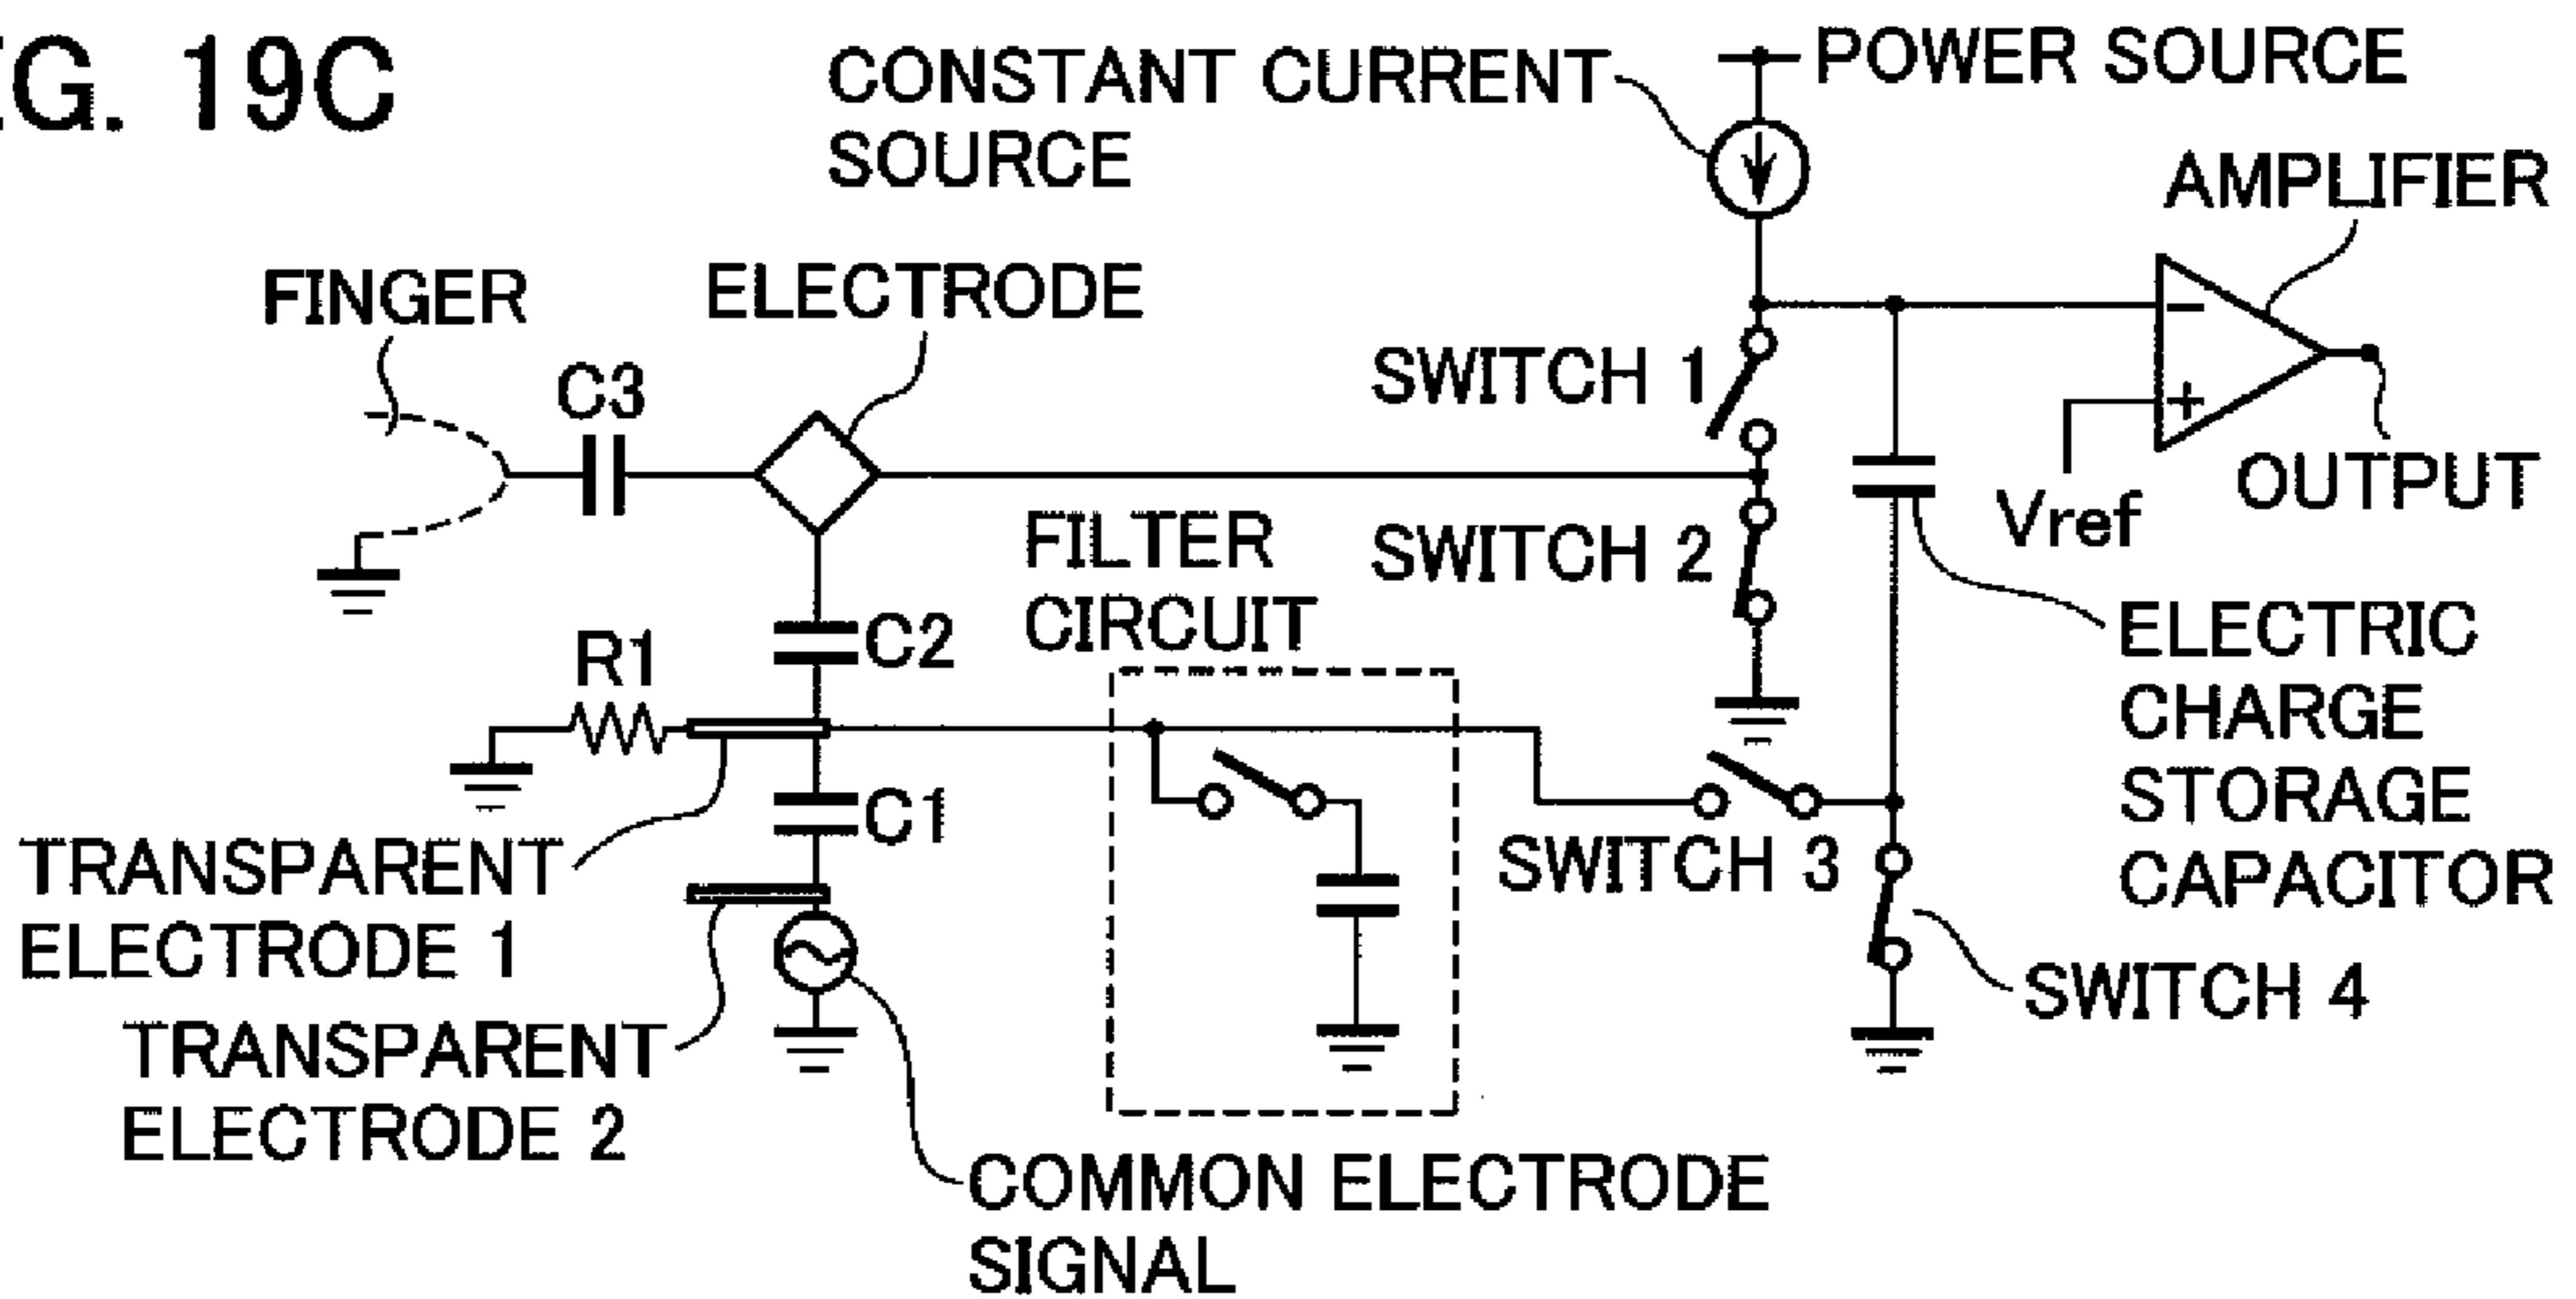 G. 19C
CONSTANT CURRENT
SOURCE
POWER SOURCE
AMPLIFIER
FINGER
ELECTRODE
C3
SWITCH 1
−
+
Vref
OUTPUT
FILTER
CIRCUIT
SWITCH 2
R1
C2
ELECTRIC
CHARGE
STORAGE
CAPACITOR
C1
SWITCH 3
TRANSPARENT
ELECTRODE 1
SWITCH 4
TRANSPARENT
ELECTRODE 2
COMMON ELECTRODE
SIGNAL